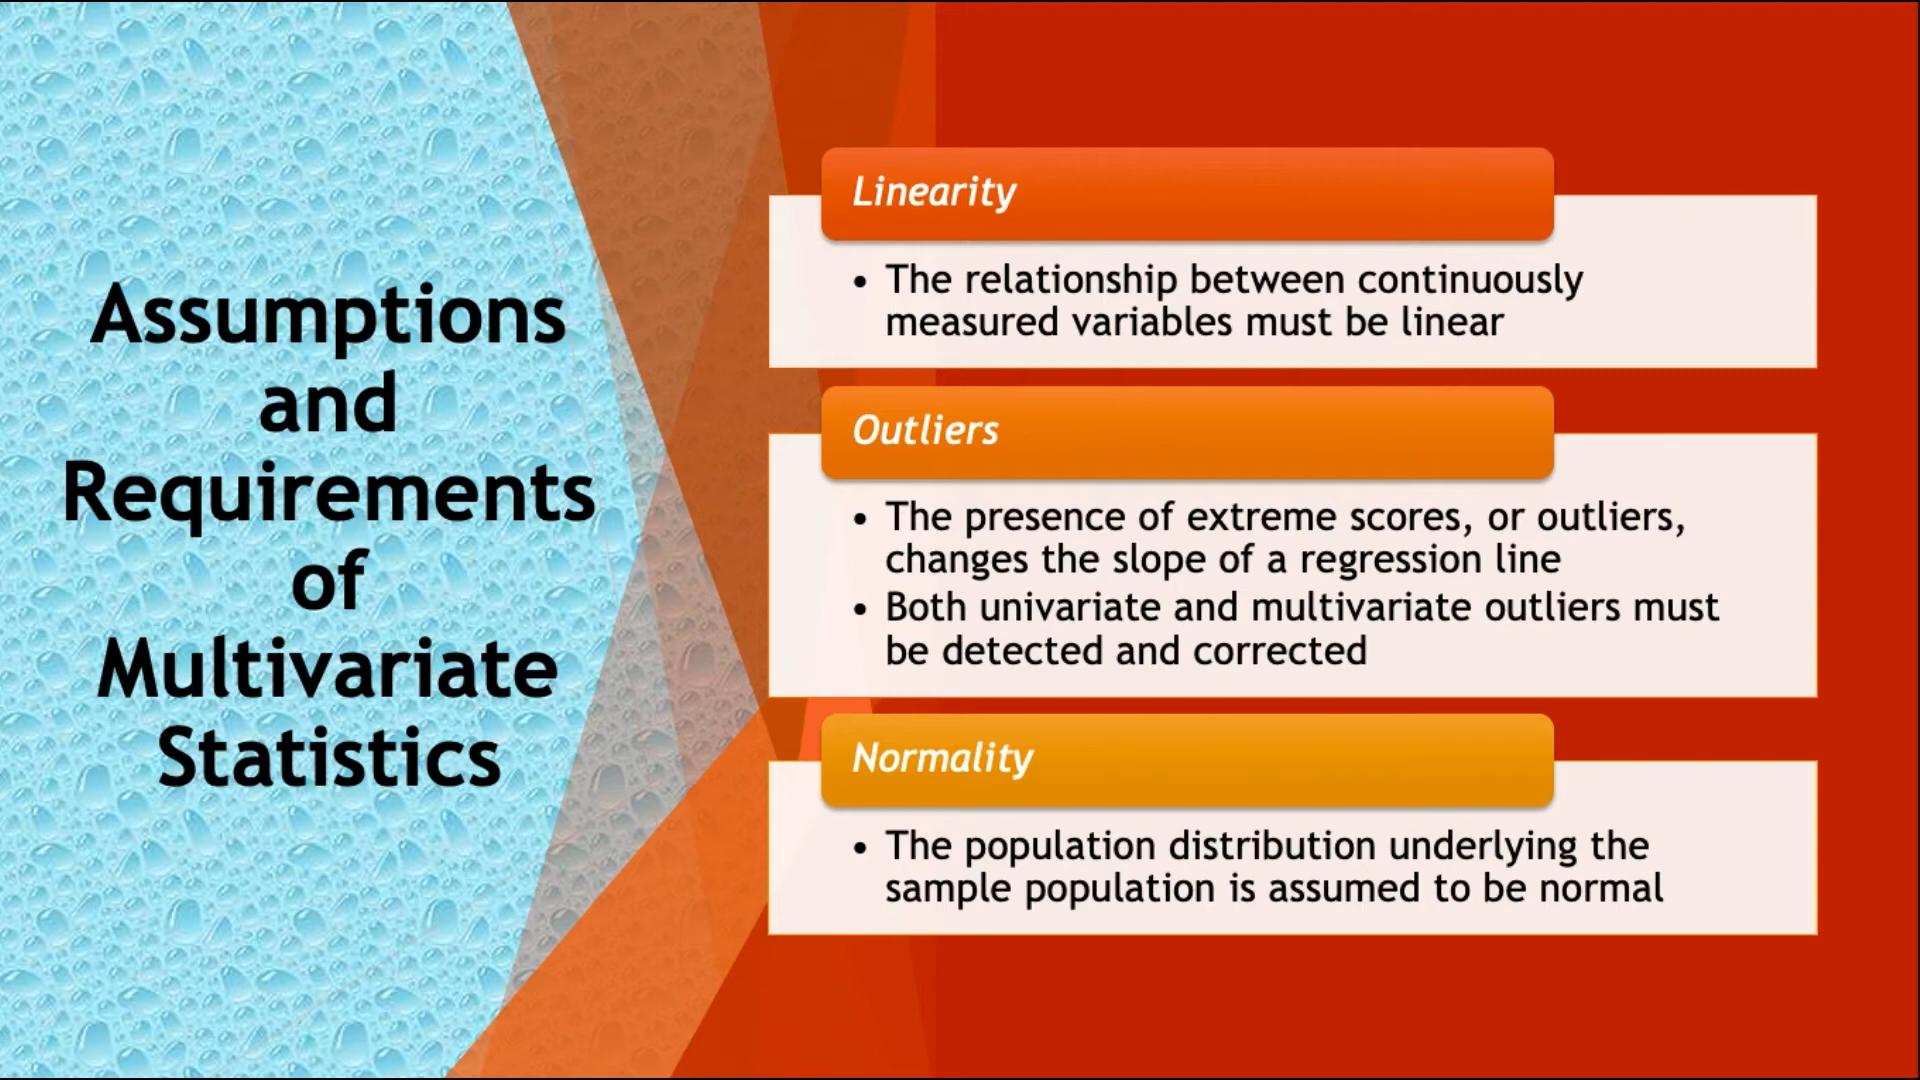 Assumptions
and
Requirements
of
Multivariate
Statistics
Linearity
• The relationship between continuously
measured variables must be linear
Outliers
• The presence of extreme scores, or outliers,
changes the slope of a regression line
• Both univariate and multivariate outliers must
be detected and corrected
Normality
• The population distribution underlying the
sample population is assumed to be normal